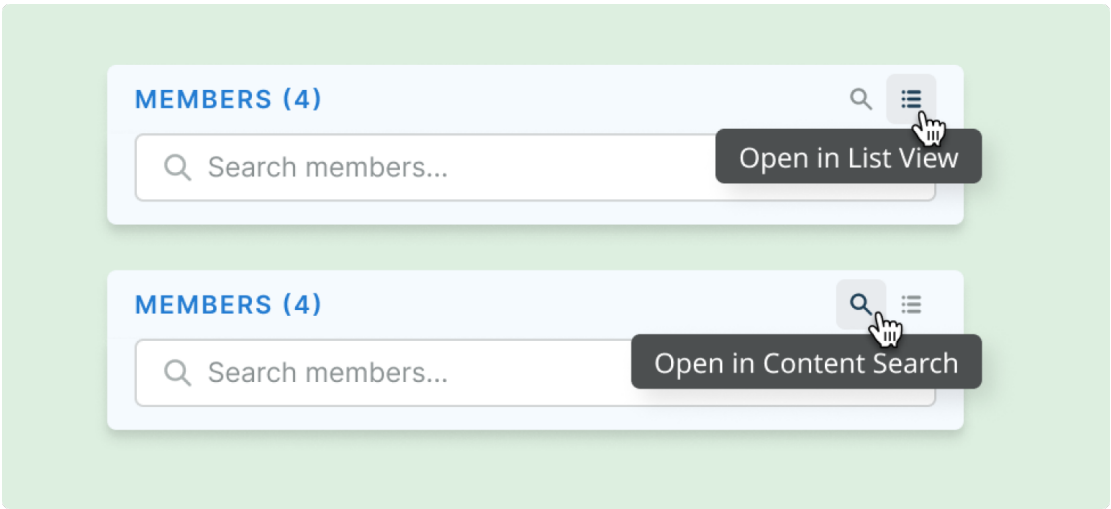 MEMBERS (4)
Search members...
Open in List View
MEMBERS (4)
Search members...
Open in Content Search